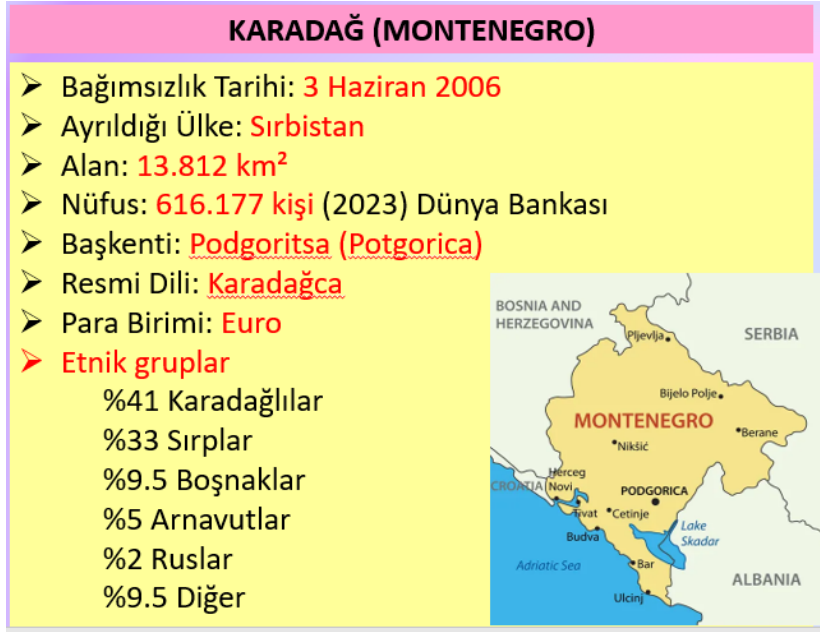 KARADAĞ (MONTENEGRO)
➢ Bağımsızlık Tarihi: 3 Haziran 2006
➢ Ayrıldığı Ülke: Sırbistan
➢ Alan: 13.812 km²
➢ Nüfus: 616.177 kişi (2023) Dünya Bankası
➢ Başkenti: Podgoritsa (Potgorica)
➢ Resmi Dili: Karadağca
➢ Para Birimi: Euro
➢ Etnik gruplar
%41 Karadağlılar
%33 Sırplar
%9.5 Boşnaklar
%5 Arnavutlar
%2 Ruslar
%9.5 Diğer
BOSNIA AND
HERZEGOVINA
SERBIA
Pljevlja
Bijelo Polje
MONTENEGRO
Berane
Nikšić
Herceg
Novi
CROATIA
PODGORICA
Tivat
Cetinje
Budva
Lake
Skadar
Adriatic Sea
Bar
ALBANIA
Ulcinj